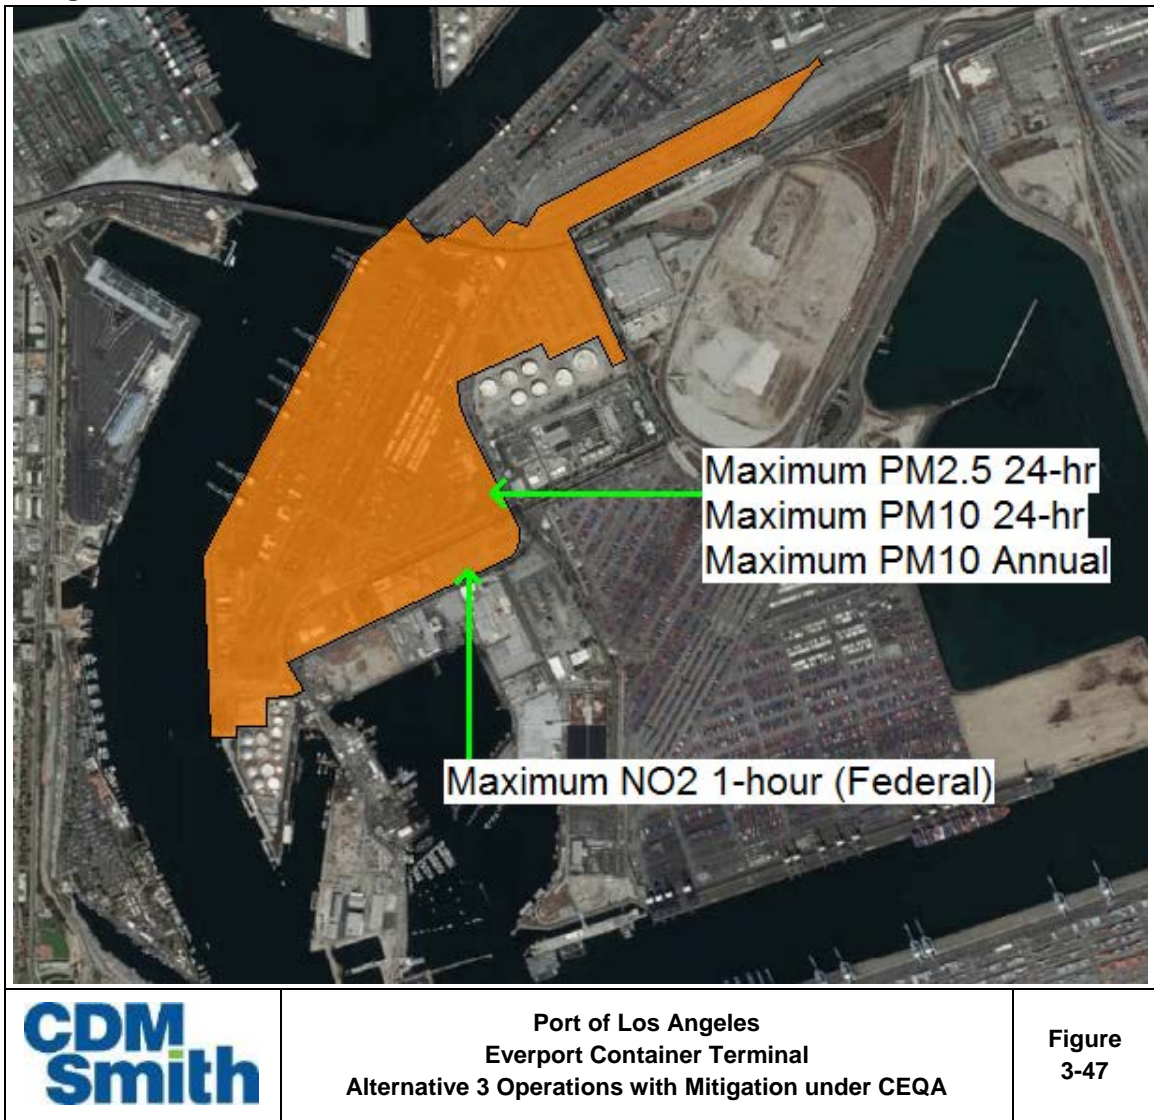 Maximum PM2.5 24-hr
Maximum PM10 24-hr
Maximum PM10 Annual
Maximum NO2 1-hour (Federal)
CDM
Smith
Port of Los Angeles
Everport Container Terminal
Alternative 3 Operations with Mitigation under CEQA
Figure
3-47